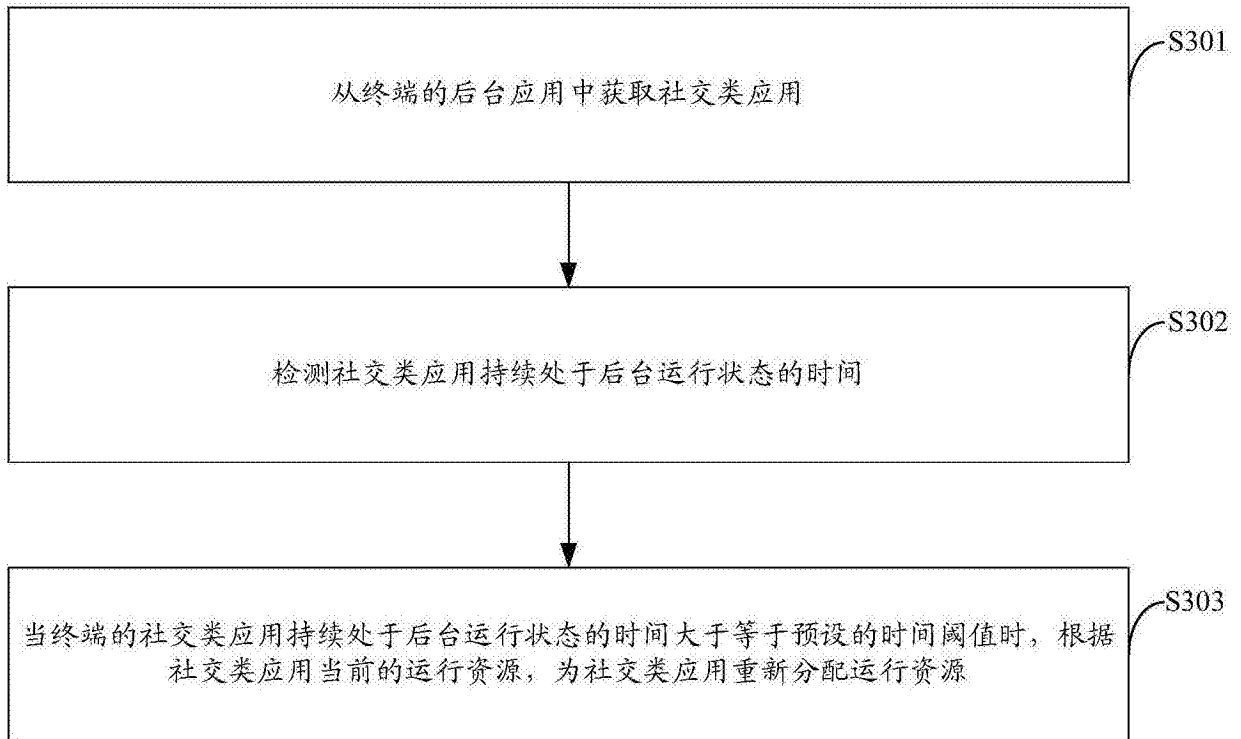 从终端的后台应用中获取社交类应用
S301
检测社交类应用持续处于后台运行状态的时间
S302
当终端的社交类应用持续处于后台运行状态的时间大于等于预设的时间阈值时，根据
社交类应用当前的运行资源，为社交类应用重新分配运行资源
S303